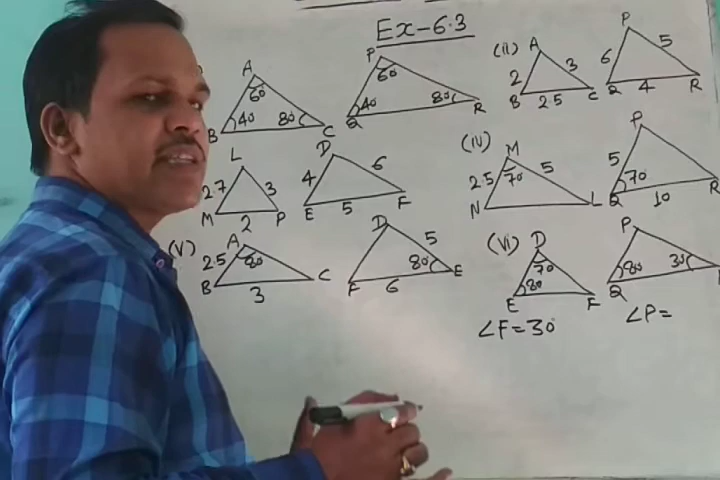 Ex-6.3
A 60 B 40 80 C
P 60 Q 40 80 R
(ii) A 2 3 B 2.5 C
P 6 5 Q 4 R
L 2.7 3 M 2 P
D 4 6 E 5 F
(iv) M 2.5 70 5 N L
P 5 70 Q 10 R
(v) A 2.5 80 B 3 C
D 5 80 F 6 E
(vi) D 70 80 E F
P 80 30 Q
∠F=30°
∠P=